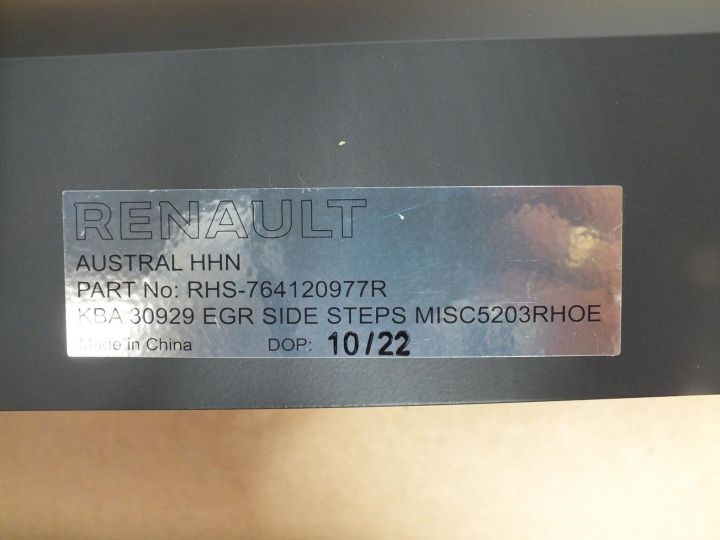 RENAULT
AUSTRAL HHN
PART No: RHS-764120977R
KBA 30929 EGR SIDE STEPS MISC5203RHOE
Made in China DOP: 10/22